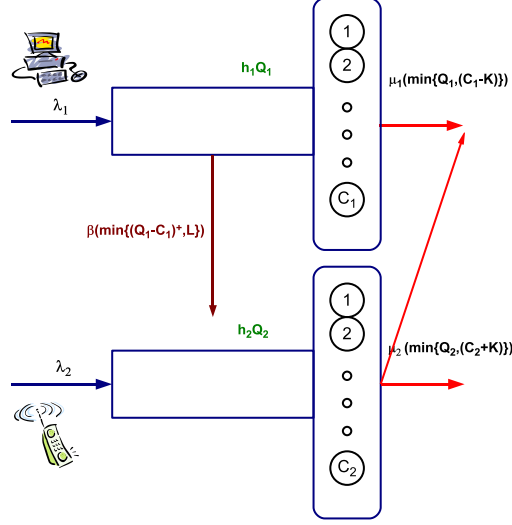 1
2
h₁Q₁
μ₁(min{Q₁,(C₁-K)})
λ₁
C₁
β(min{(Q₁-C₁)⁺,L})
1
h₂Q₂
2
μ₂ (min{Q₂,(C₂+K)})
λ₂
C₂